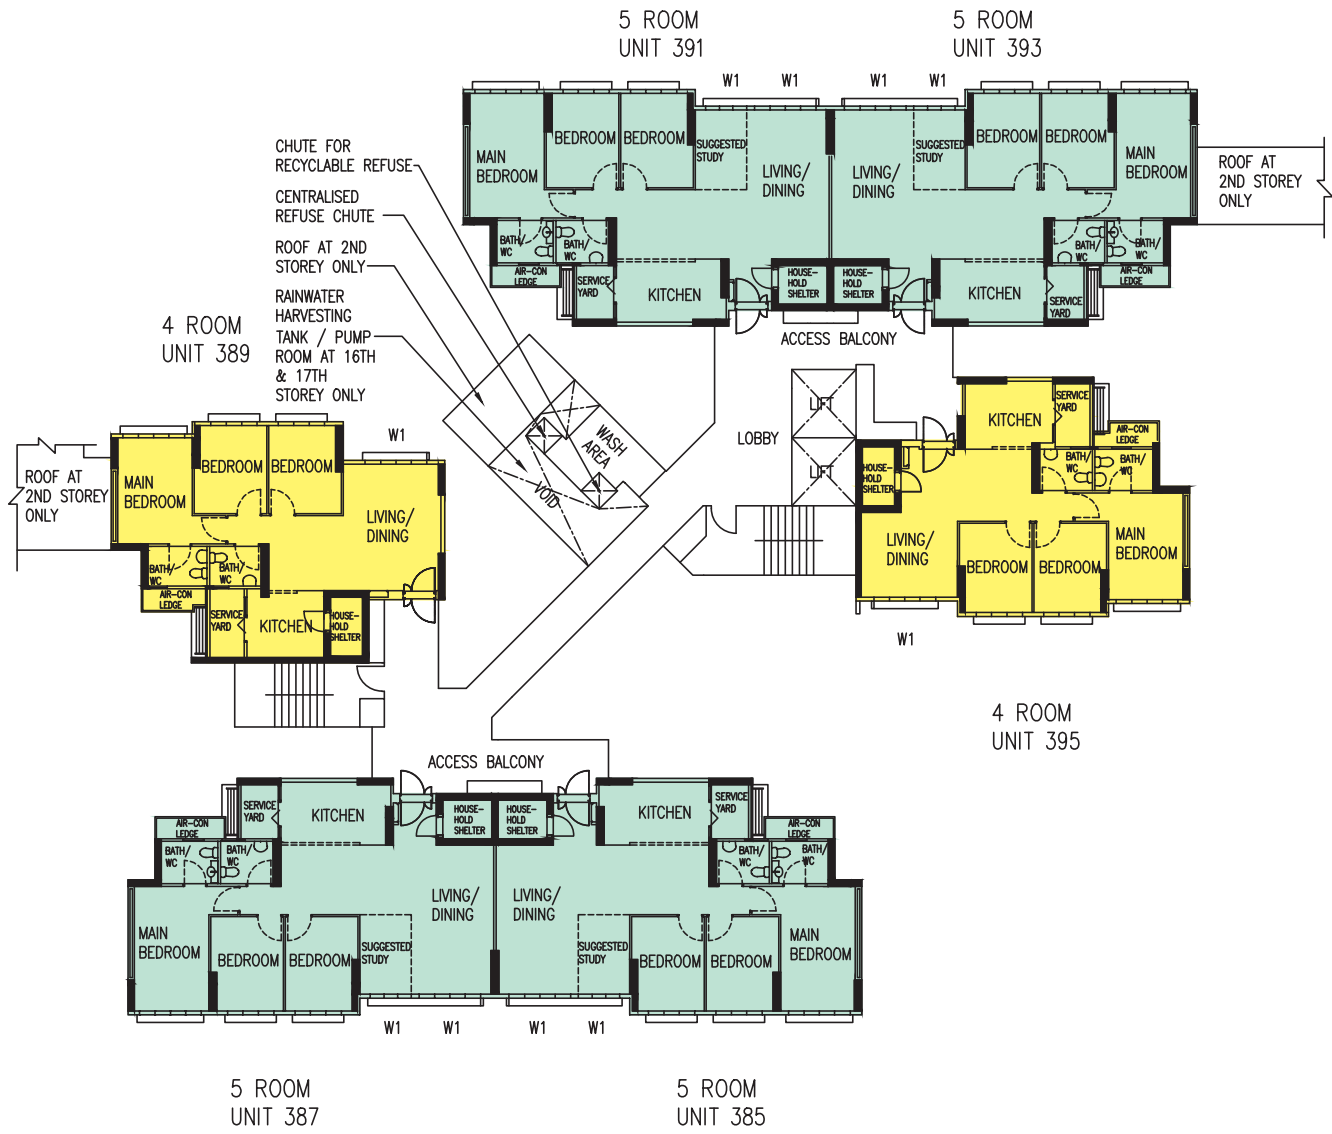 5 ROOM
UNIT 391
5 ROOM
UNIT 393
W1
W1
W1
W1
MAIN
BEDROOM
BEDROOM
BEDROOM
SUGGESTED
STUDY
LIVING/
DINING
LIVING/
DINING
SUGGESTED
STUDY
BEDROOM
BEDROOM
MAIN
BEDROOM
ROOF AT
2ND STOREY
ONLY
BATH/
WC
BATH/
WC
AIR-CON
LEDGE
SERVICE
YARD
KITCHEN
HOUSE-
HOLD
SHELTER
HOUSE-
HOLD
SHELTER
KITCHEN
SERVICE
YARD
BATH/
WC
BATH/
WC
AIR-CON
LEDGE
ACCESS BALCONY
CHUTE FOR
RECYCLABLE REFUSE
CENTRALISED
REFUSE CHUTE
ROOF AT 2ND
STOREY ONLY
RAINWATER
HARVESTING
TANK / PUMP
ROOM AT 16TH
& 17TH
STOREY ONLY
WASH
AREA
VOID
LOBBY
LIFT
LIFT
4 ROOM
UNIT 389
W1
ROOF AT
2ND STOREY
ONLY
MAIN
BEDROOM
BEDROOM
BEDROOM
LIVING/
DINING
BATH/
WC
BATH/
WC
AIR-CON
LEDGE
SERVICE
YARD
KITCHEN
HOUSE-
HOLD
SHELTER
KITCHEN
SERVICE
YARD
AIR-CON
LEDGE
HOUSE-
HOLD
SHELTER
BATH/
WC
BATH/
WC
LIVING/
DINING
BEDROOM
BEDROOM
MAIN
BEDROOM
W1
4 ROOM
UNIT 395
ACCESS BALCONY
AIR-CON
LEDGE
SERVICE
YARD
KITCHEN
HOUSE-
HOLD
SHELTER
HOUSE-
HOLD
SHELTER
KITCHEN
SERVICE
YARD
AIR-CON
LEDGE
BATH/
WC
BATH/
WC
BATH/
WC
BATH/
WC
MAIN
BEDROOM
BEDROOM
BEDROOM
SUGGESTED
STUDY
LIVING/
DINING
LIVING/
DINING
SUGGESTED
STUDY
BEDROOM
BEDROOM
MAIN
BEDROOM
W1
W1
W1
W1
5 ROOM
UNIT 387
5 ROOM
UNIT 385